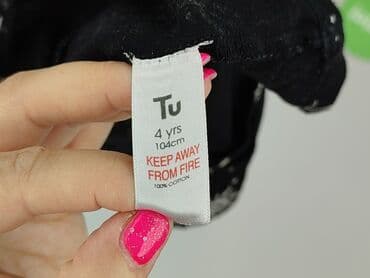 Tu
4 yrs
104cm
KEEP AWAY
FROM FIRE
100% COTTON